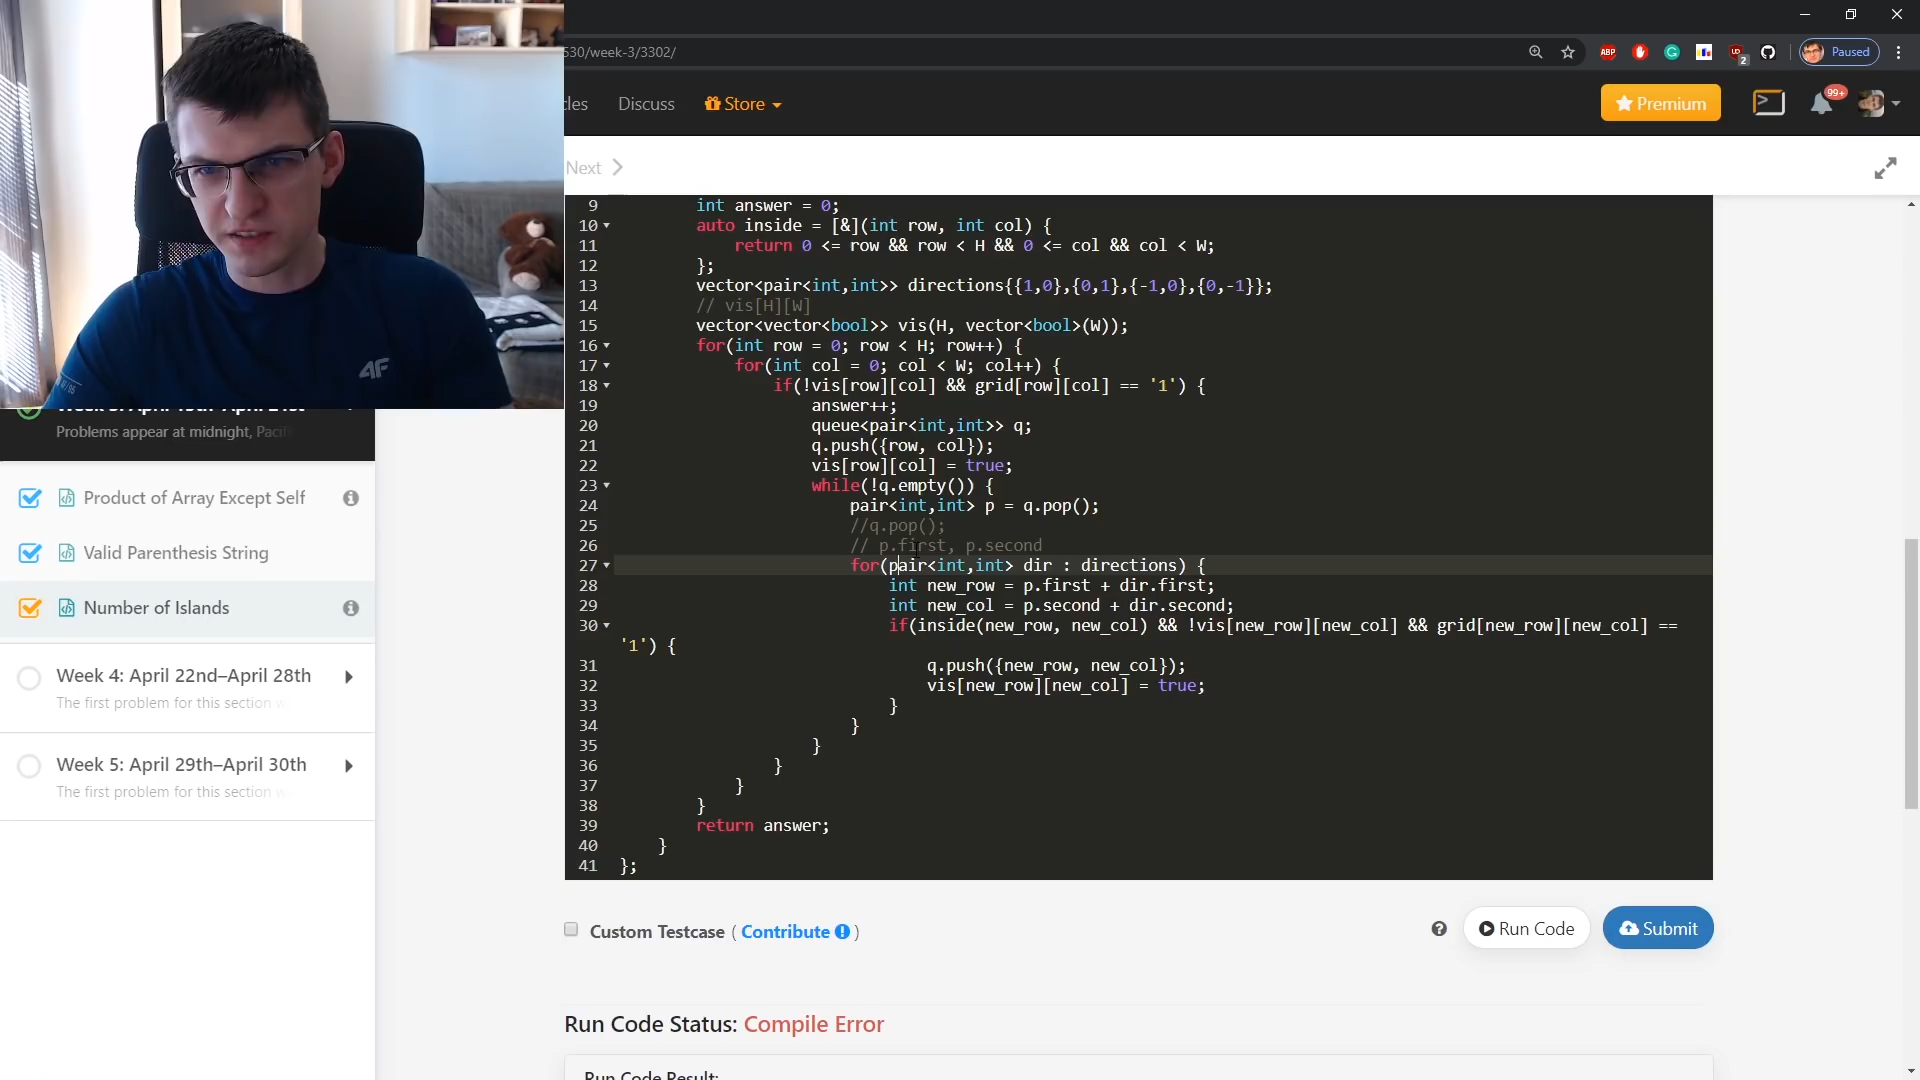 530/week-3/3302/
ABP
2
Paused
cles
Discuss
Store
Premium
99+
Next
9 int answer = 0;
10 auto inside = [&](int row, int col) {
11 return 0 <= row && row < H && 0 <= col && col < W;
12 };
13 vector<pair<int,int>> directions{{1,0},{0,1},{-1,0},{0,-1}};
14 // vis[H][W]
15 vector<vector<bool>> vis(H, vector<bool>(W));
16 for(int row = 0; row < H; row++) {
17 for(int col = 0; col < W; col++) {
18 if(!vis[row][col] && grid[row][col] == '1') {
19 answer++;
20 queue<pair<int,int>> q;
21 q.push({row, col});
22 vis[row][col] = true;
23 while(!q.empty()) {
24 pair<int,int> p = q.pop();
25 //q.pop();
26 // p.first, p.second
27 for(pair<int,int> dir : directions) {
28 int new_row = p.first + dir.first;
29 int new_col = p.second + dir.second;
30 if(inside(new_row, new_col) && !vis[new_row][new_col] && grid[new_row][new_col] ==
'1') {
31 q.push({new_row, new_col});
32 vis[new_row][new_col] = true;
33 }
34 }
35 }
36 }
37 }
38 }
39 return answer;
40 }
41 };
AF
Problems appear at midnight, Pacifi
Product of Array Except Self
Valid Parenthesis String
Number of Islands
Week 4: April 22nd–April 28th
The first problem for this section w
Week 5: April 29th–April 30th
The first problem for this section w
Custom Testcase ( Contribute )
Run Code
Submit
Run Code Status: Compile Error
Run Code Result: